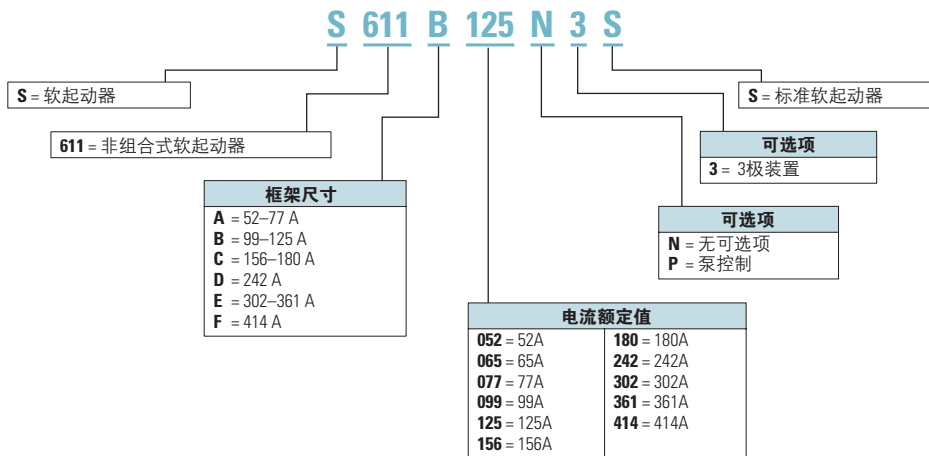 S 611 B 125 N 3 S
S = 软起动器
S = 标准软起动器
611 = 非组合式软起动器
可选项
3 = 3极装置
框架尺寸
A = 52–77 A
B = 99–125 A
C = 156–180 A
D = 242 A
E = 302–361 A
F = 414 A
可选项
N = 无可选项
P = 泵控制
电流额定值
052 = 52A
065 = 65A
077 = 77A
099 = 99A
125 = 125A
156 = 156A
180 = 180A
242 = 242A
302 = 302A
361 = 361A
414 = 414A